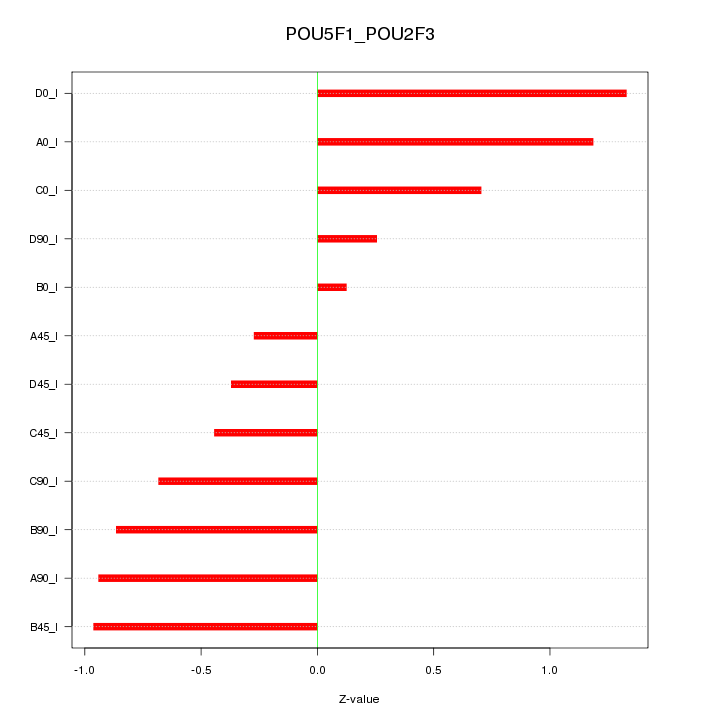 POU5F1_POU2F3
D0_I
A0_I
C0_I
D90_I
B0_I
A45_I
D45_I
C45_I
C90_I
B90_I
A90_I
B45_I
-1.0 -0.5 0.0 0.5 1.0
Z-value